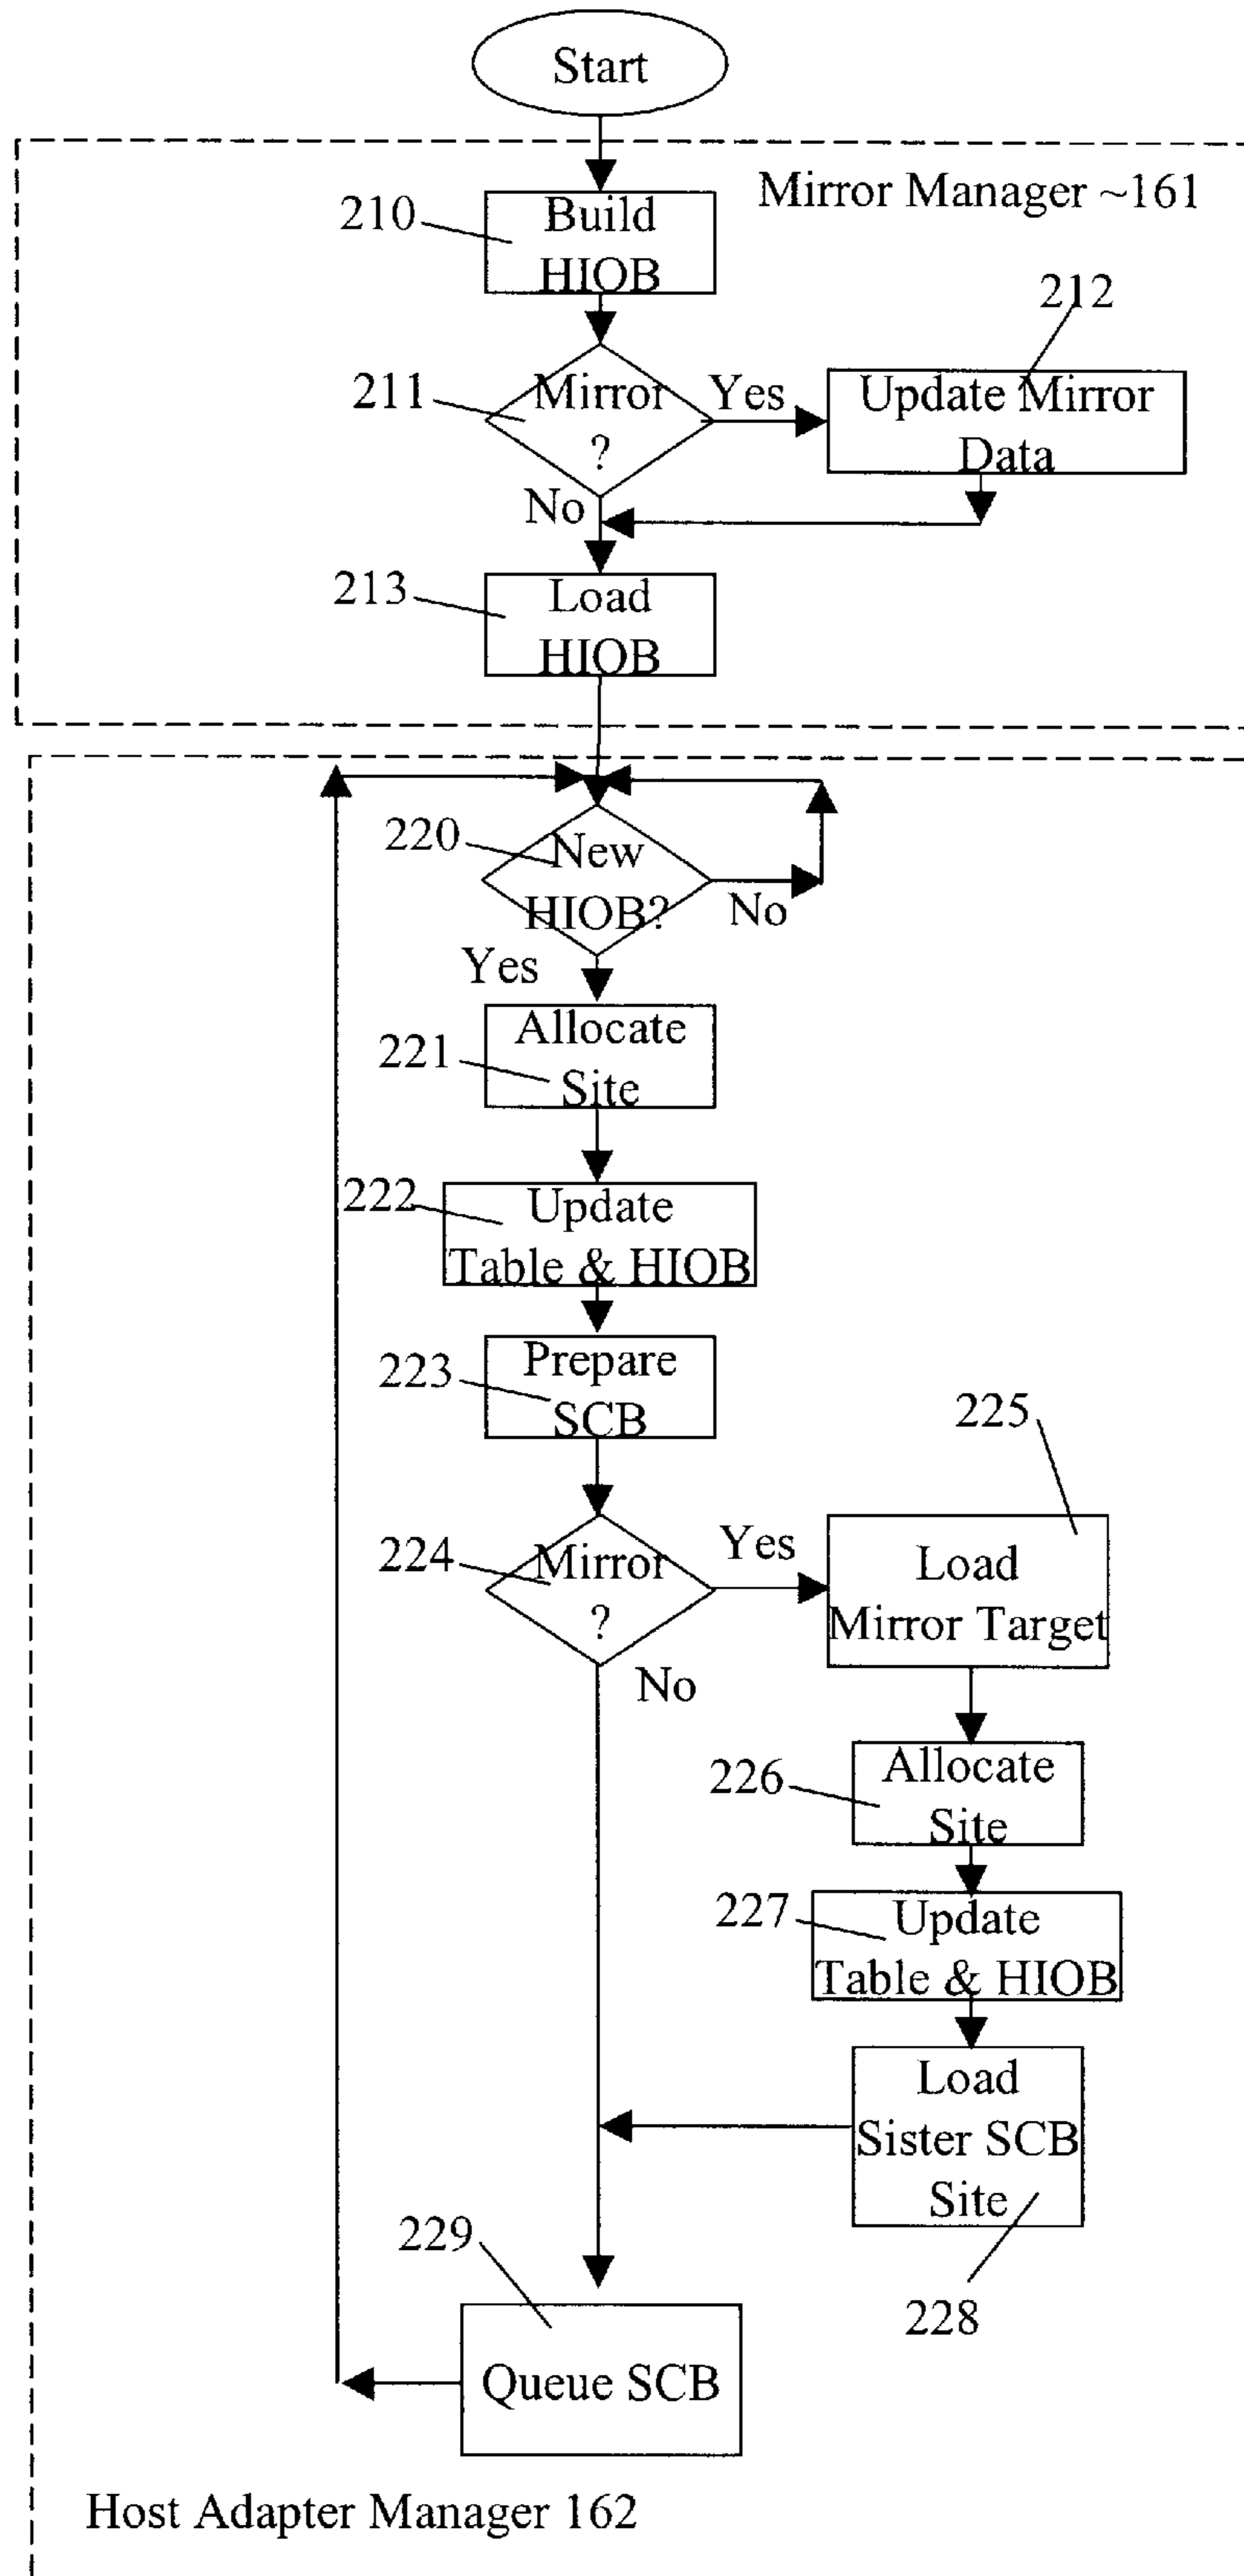 Start
Mirror Manager ~161
210
Build
HIOB
212
211
Mirror
?
Yes
Update Mirror
Data
No
213
Load
HIOB
220
New
HIOB?
No
Yes
221
Allocate
Site
222
Update
Table & HIOB
223
Prepare
SCB
225
224
Mirror
?
Yes
Load
Mirror Target
No
226
Allocate
Site
227
Update
Table & HIOB
Load
Sister SCB
Site
228
229
Queue SCB
Host Adapter Manager 162